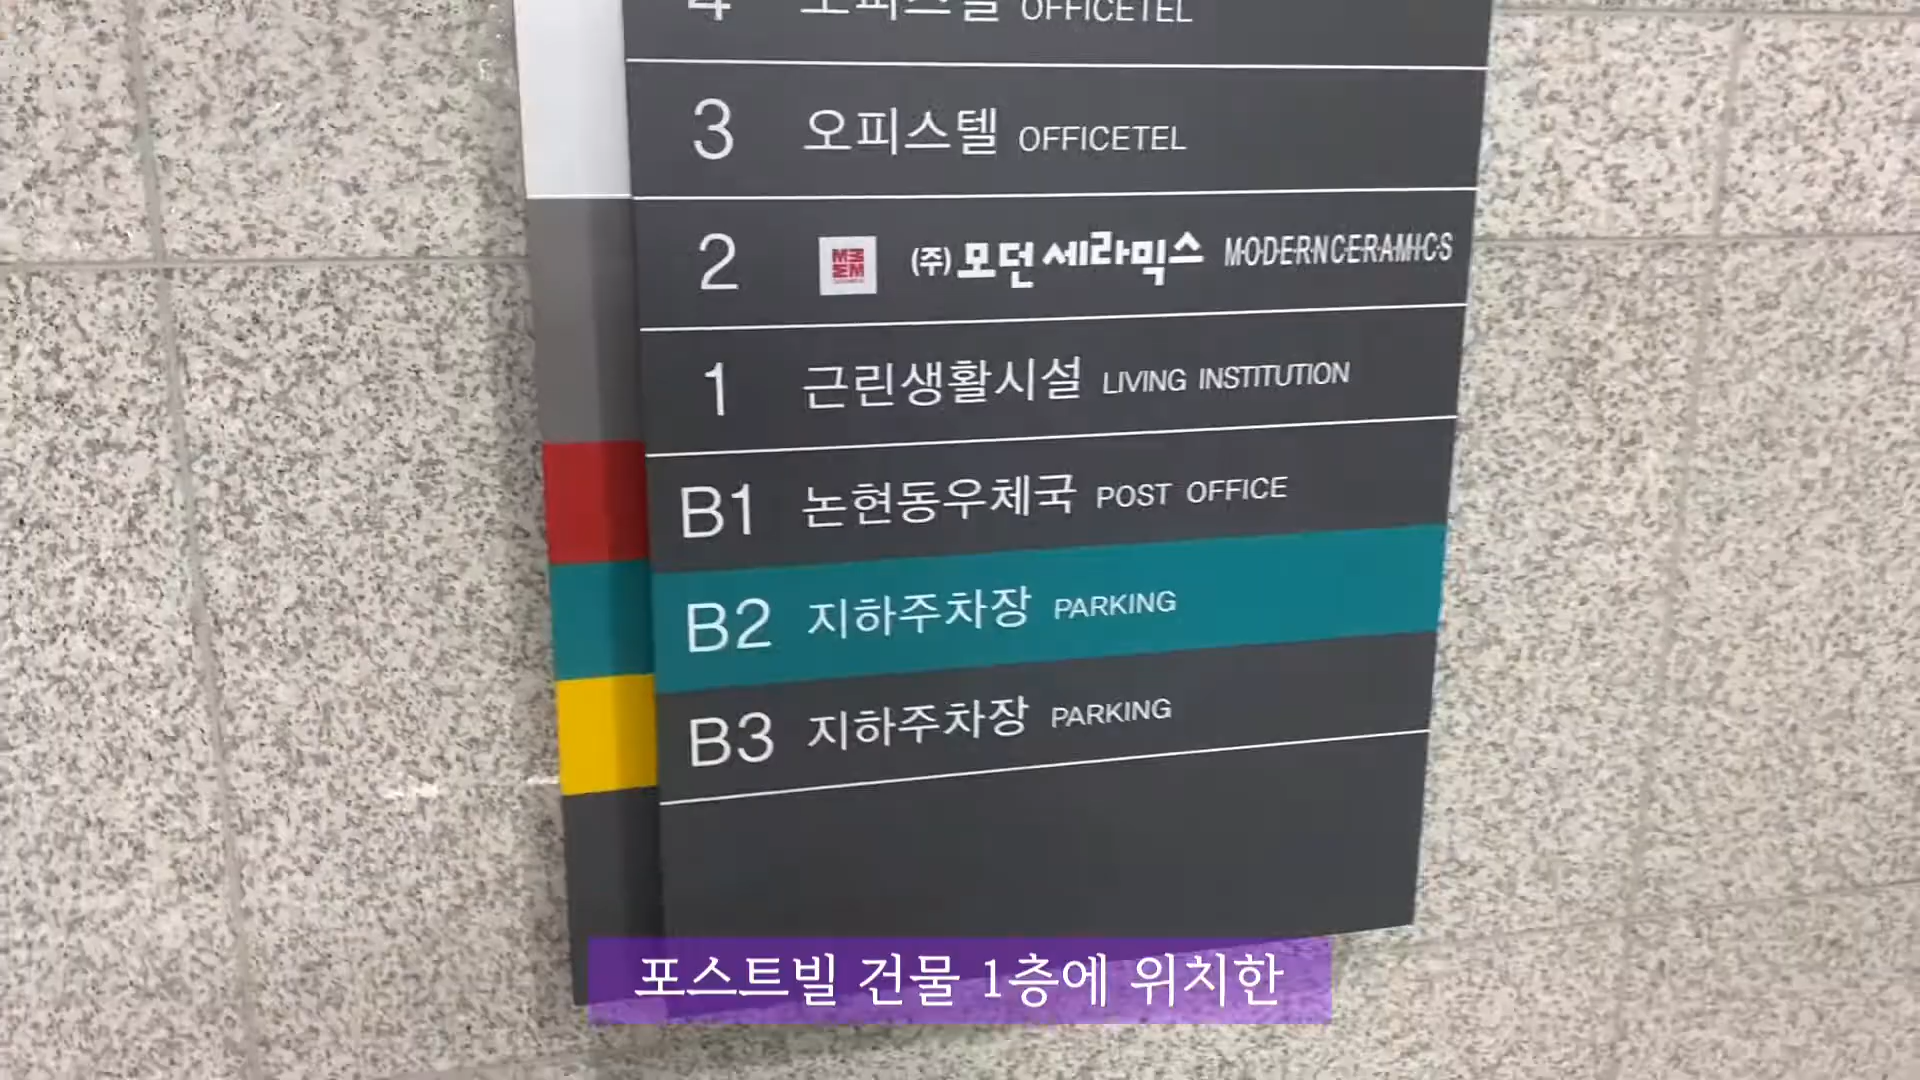 4 오피스텔 OFFICETEL
3 오피스텔 OFFICETEL
2 (주)모던세라믹스 MODERNCERAMICS
1 근린생활시설 LIVING INSTITUTION
B1 논현동우체국 POST OFFICE
B2 지하주차장 PARKING
B3 지하주차장 PARKING
포스트빌 건물 1층에 위치한